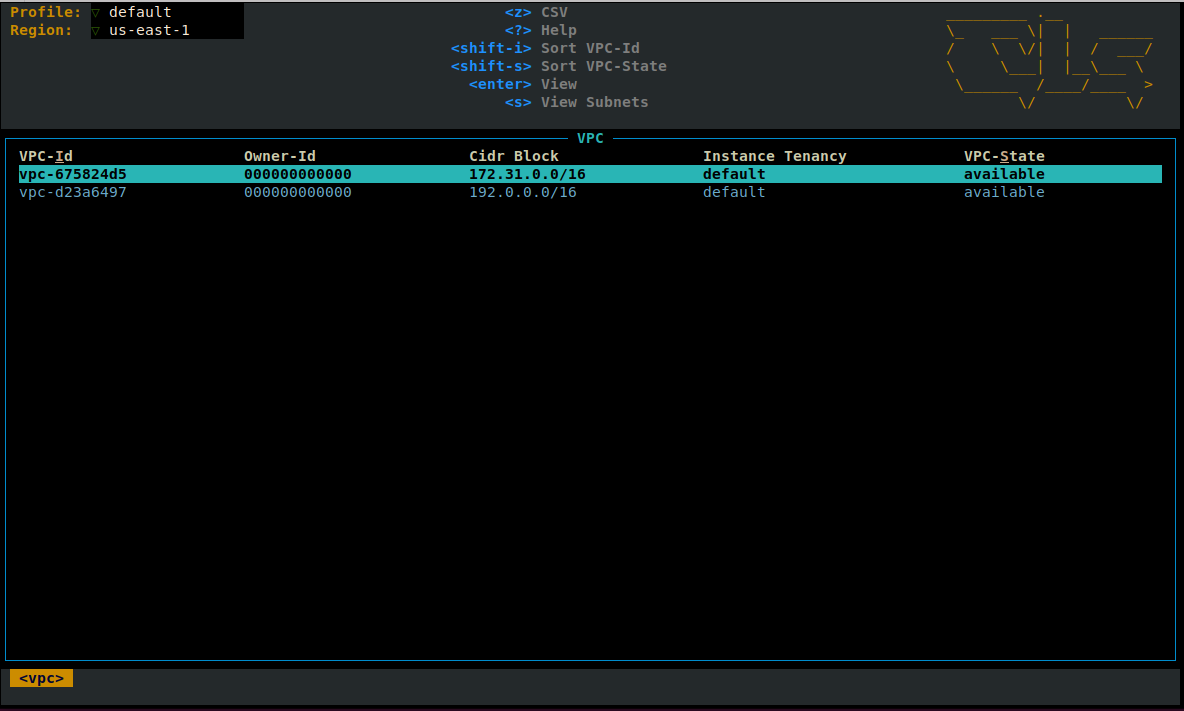 Profile: ▽ default
Region: ▽ us-east-1
<z> CSV
<?> Help
<shift-i> Sort VPC-Id
<shift-s> Sort VPC-State
<enter> View
<s> View Subnets
VPC
VPC-Id Owner-Id Cidr Block Instance Tenancy VPC-State
vpc-675824d5 000000000000 172.31.0.0/16 default available
vpc-d23a6497 000000000000 192.0.0.0/16 default available
<vpc>